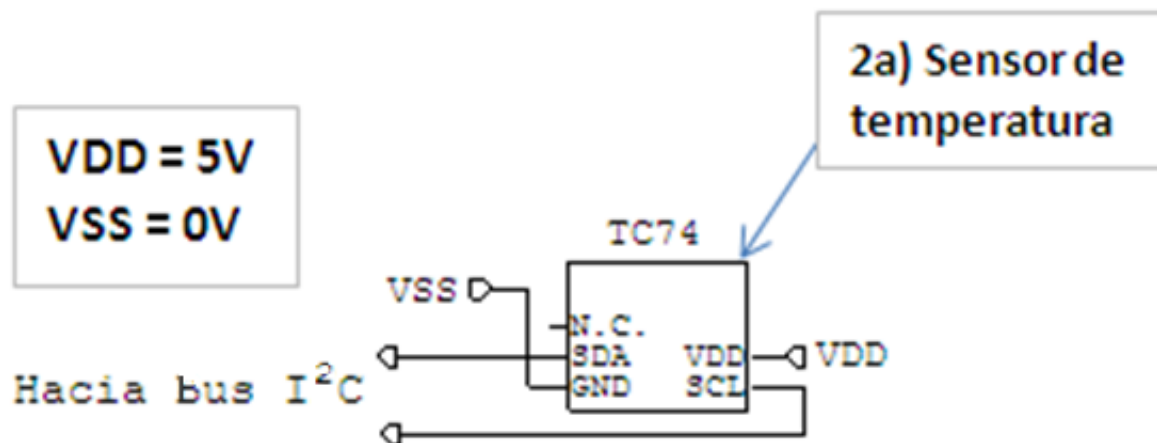 2a) Sensor de
temperatura
VDD = 5V
VSS = 0V
TC74
VSS
N.C.
SDA VDD VDD
GND SCL
Hacia bus I²C